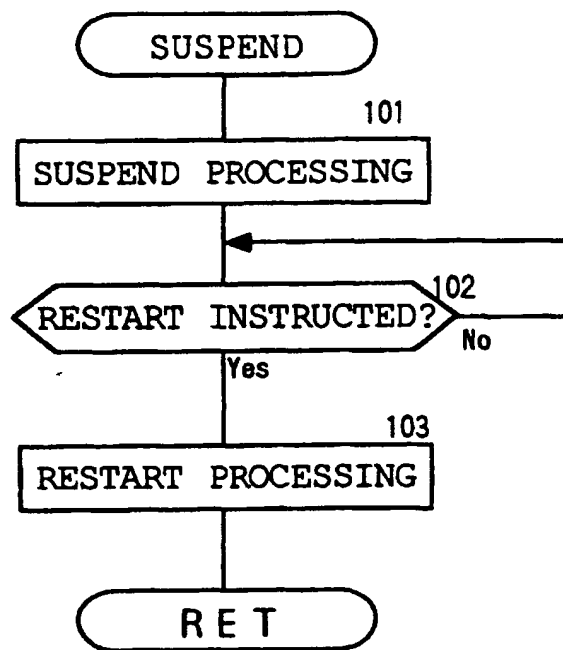 SUSPEND
101
SUSPEND PROCESSING
102
RESTART INSTRUCTED?
No
Yes
103
RESTART PROCESSING
RET